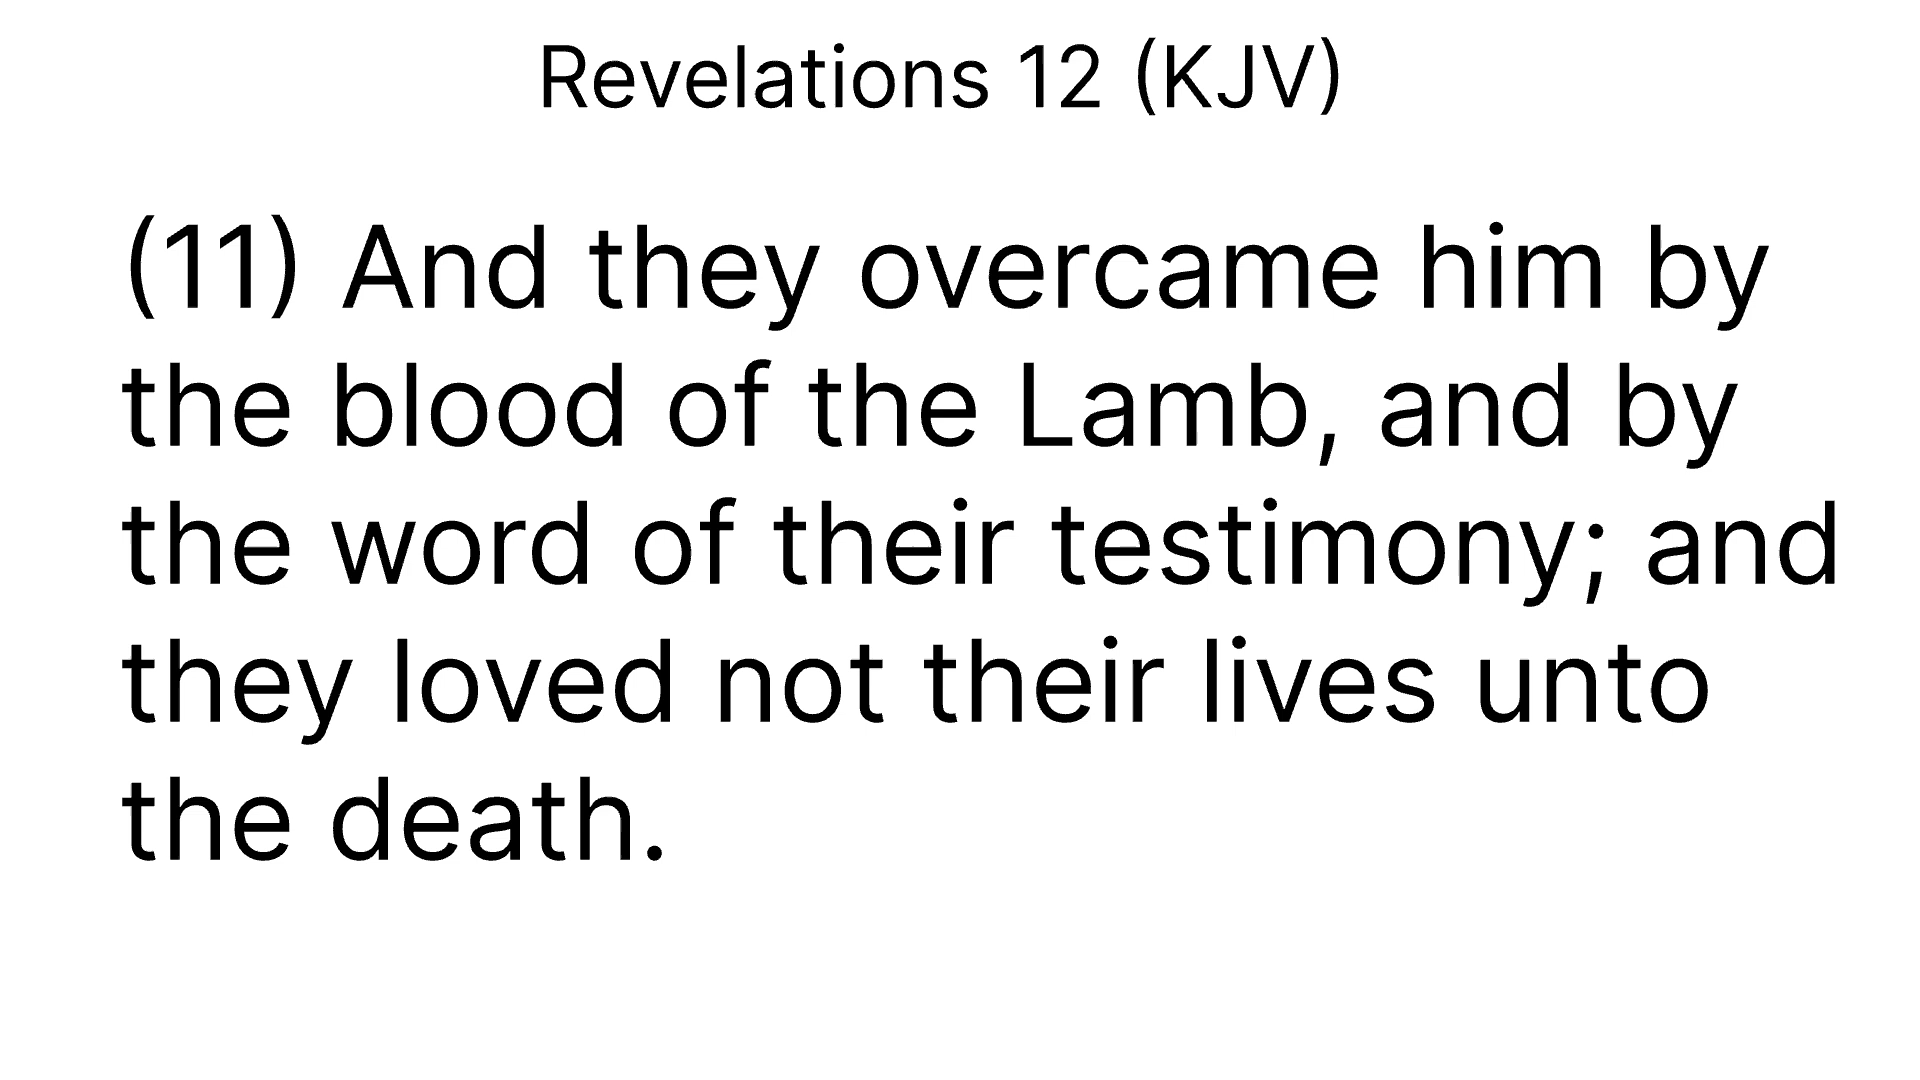 Revelations 12 (KJV)
(11) And they overcame him by
the blood of the Lamb, and by
the word of their testimony; and
they loved not their lives unto
the death.